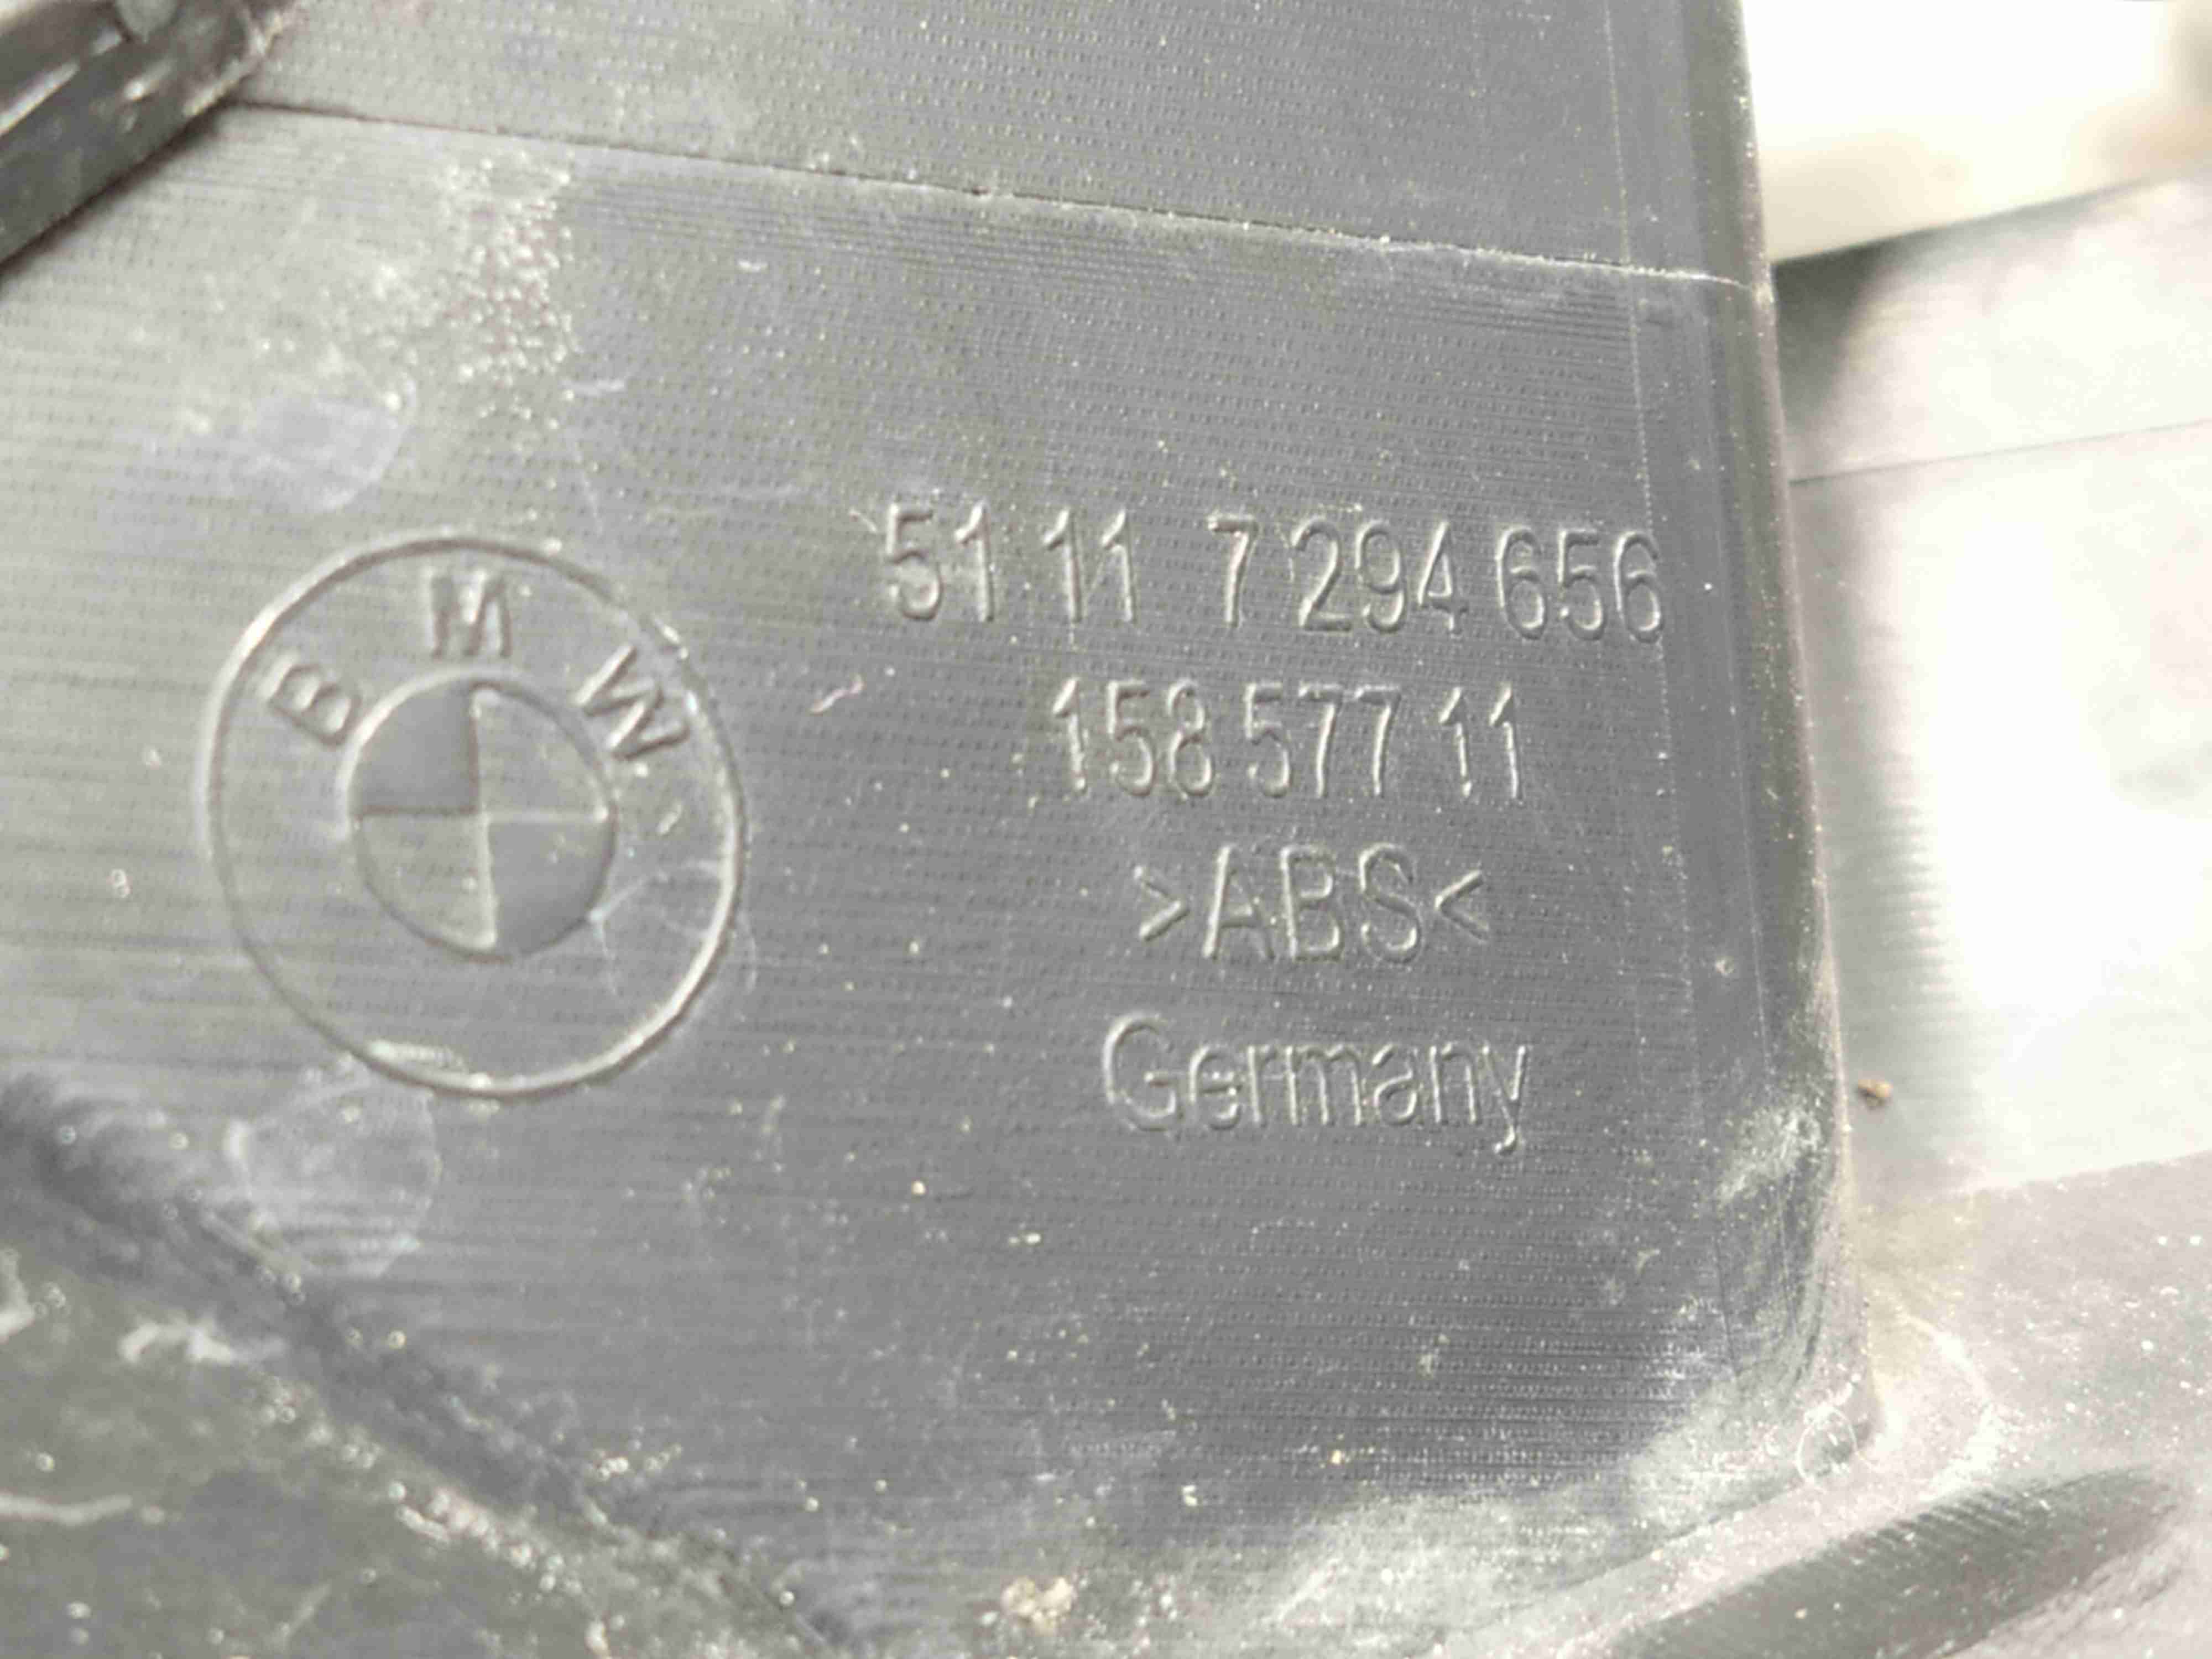 BMW
51 11 7 294 656
158 577 11
>ABS<
Germany